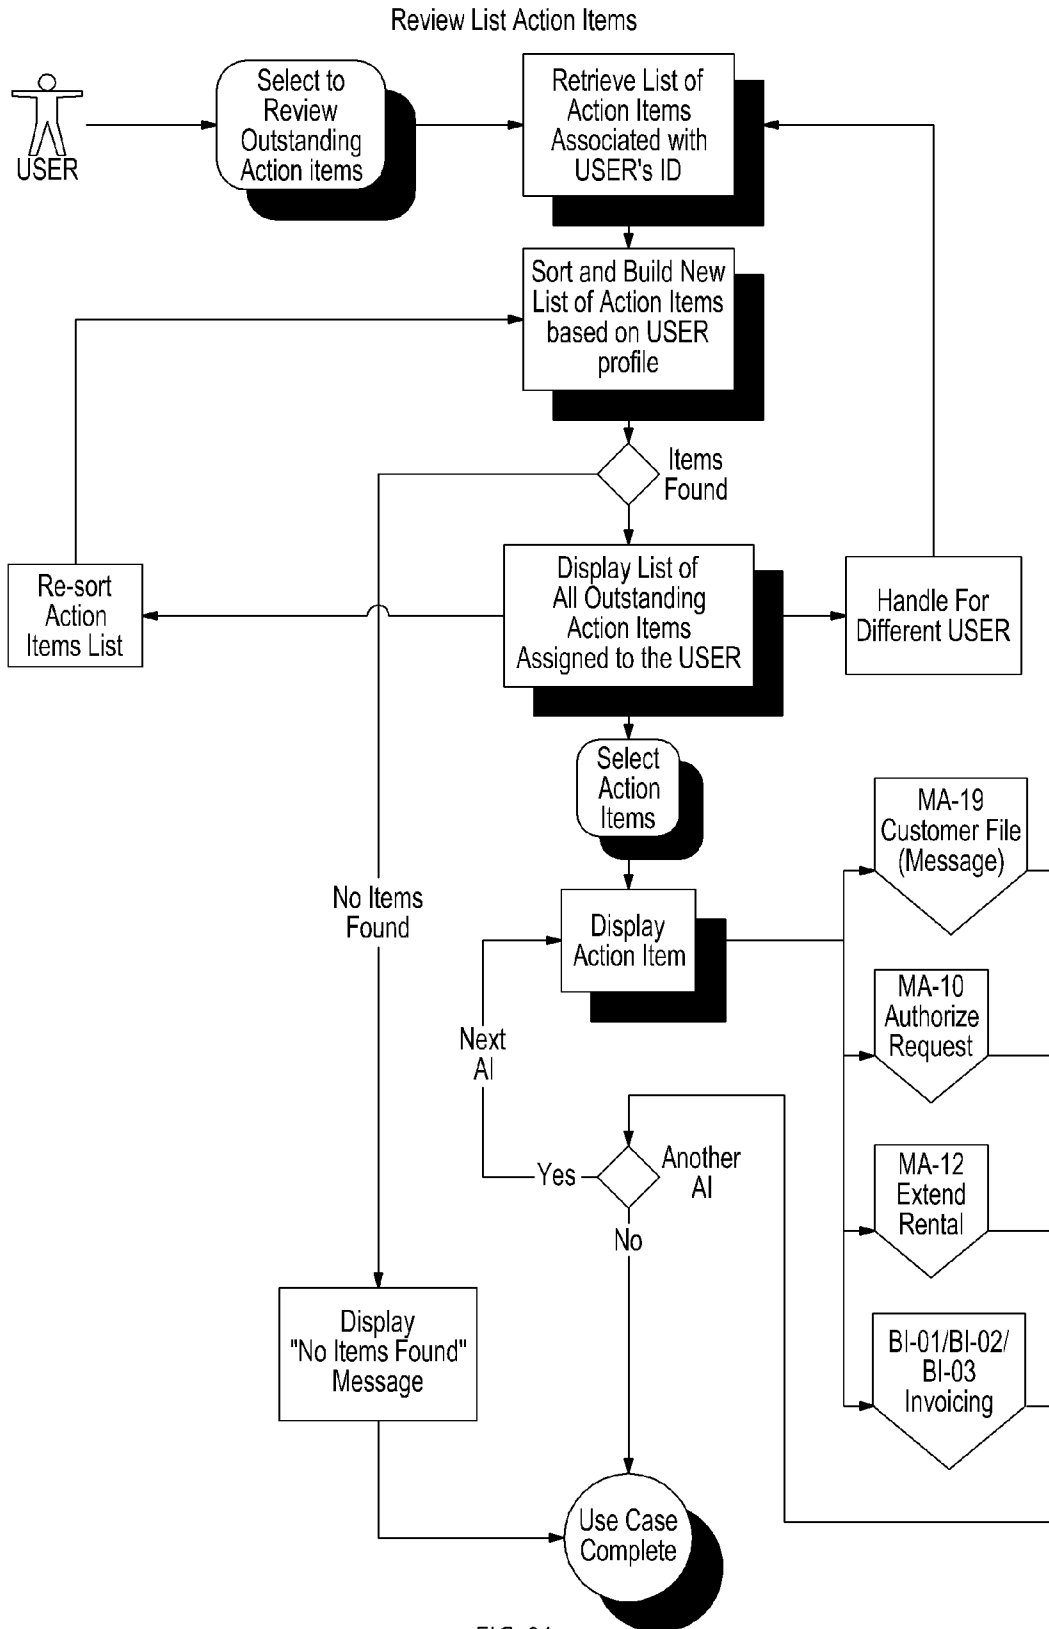 Review List Action Items
USER
Select to
Review
Outstanding
Action items
Retrieve List of
Action Items
Associated with
USER's ID
Sort and Build New
List of Action Items
based on USER
profile
Items
Found
Re-sort
Action
Items List
Display List of
All Outstanding
Action Items
Assigned to the USER
Handle For
Different USER
Select
Action
Items
No Items
Found
Display
Action Item
MA-19
Customer File
(Message)
MA-10
Authorize
Request
Next
AI
Yes
Another
AI
No
MA-12
Extend
Rental
Display
"No Items Found"
Message
BI-01/BI-02/
BI-03
Invoicing
Use Case
Complete